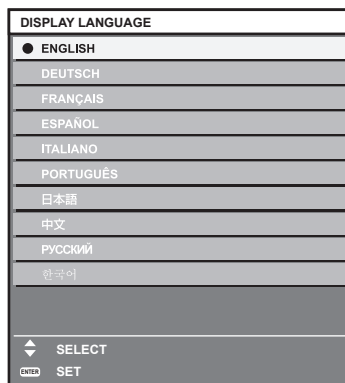 DISPLAY LANGUAGE
ENGLISH
DEUTSCH
FRANÇAIS
ESPAÑOL
ITALIANO
PORTUGUÊS
日本語
中文
РУССКИЙ
한국어
SELECT
ENTER SET